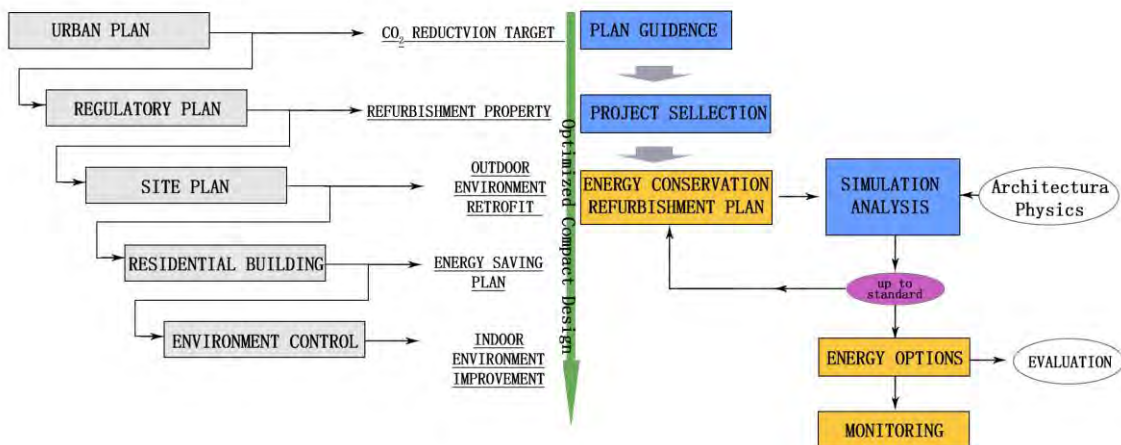 URBAN PLAN
CO2 REDUCTVION TARGET
PLAN GUIDENCE
REGULATORY PLAN
REFURBISHMENT PROPERTY
PROJECT SELLECTION
SITE PLAN
OUTDOOR
ENVIRONMENT
RETROFIT
ENERGY CONSERVATION
REFURBISHMENT PLAN
SIMULATION
ANALYSIS
Architectura
Physics
RESIDENTIAL BUILDING
ENERGY SAVING
PLAN
up to
standard
ENVIRONMENT CONTROL
INDOOR
ENVIRONMENT
IMPROVEMENT
ENERGY OPTIONS
EVALUATION
MONITORING
Optimized Compact Design